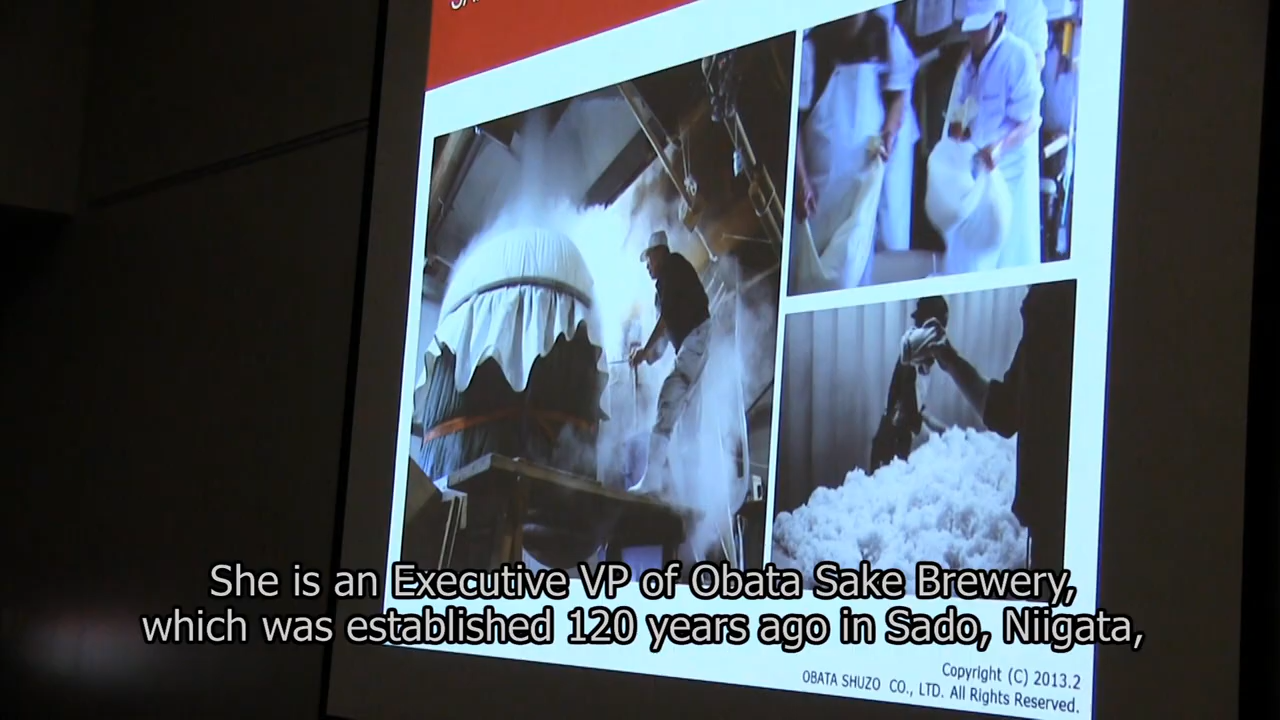 She is an Executive VP of Obata Sake Brewery,
which was established 120 years ago in Sado, Niigata,
Copyright (C) 2013.2
OBATA SHUZO CO., LTD. All Rights Reserved.